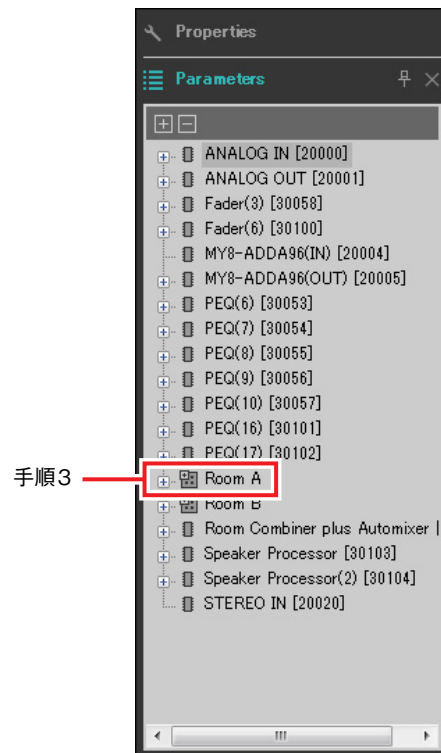 Properties
Parameters
ANALOG IN [20000]
ANALOG OUT [20001]
Fader(3) [30058]
Fader(6) [30100]
MY8-ADDA96(IN) [20004]
MY8-ADDA96(OUT) [20005]
PEQ(6) [30053]
PEQ(7) [30054]
PEQ(8) [30055]
PEQ(9) [30056]
PEQ(10) [30057]
PEQ(16) [30101]
PEQ(17) [30102]
手順3
Room A
Room B
Room Combiner plus Automixer [
Speaker Processor [30103]
Speaker Processor(2) [30104]
STEREO IN [20020]